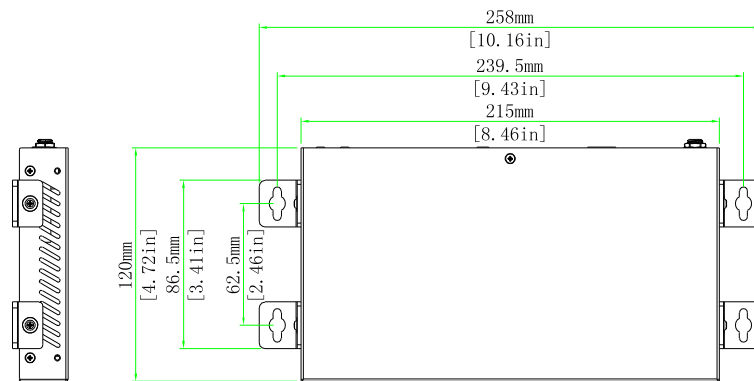 258mm
[10.16in]
239.5mm
[9.43in]
215mm
[8.46in]
120mm
[4.72in]
86.5mm
[3.41in]
62.5mm
[2.46in]